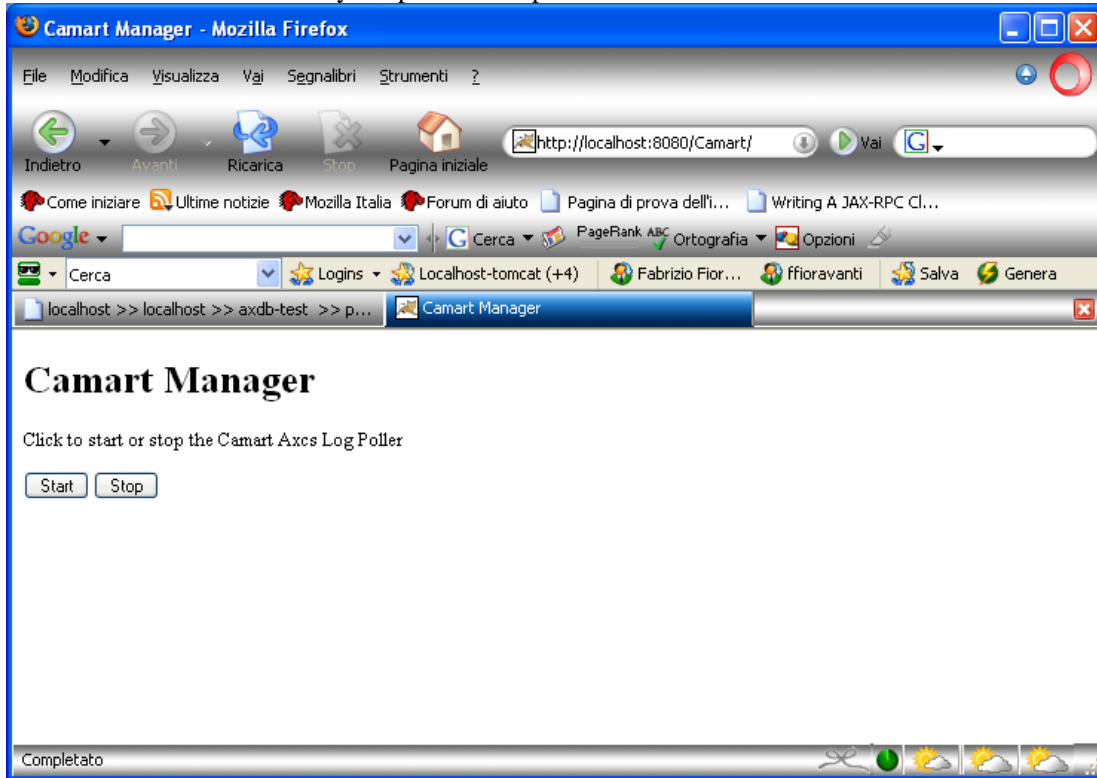 Camart Manager - Mozilla Firefox
File Modifica Visualizza Vai Segnalibri Strumenti ?
http://localhost:8080/Camart/ Vai G
Indietro Avanti Ricarica Stop Pagina iniziale
Come iniziare Ultime notizie Mozilla Italia Forum di aiuto Pagina di prova dell'i... Writing A JAX-RPC Cl...
Google G Cerca PageRank ABC Ortografia Opzioni
Cerca Logins Localhost-tomcat (+4) Fabrizio Fior... ffioravanti Salva Genera
localhost >> localhost >> axdb-test >> p... Camart Manager
Camart Manager
Click to start or stop the Camart Axcs Log Poller
Start Stop
Completato